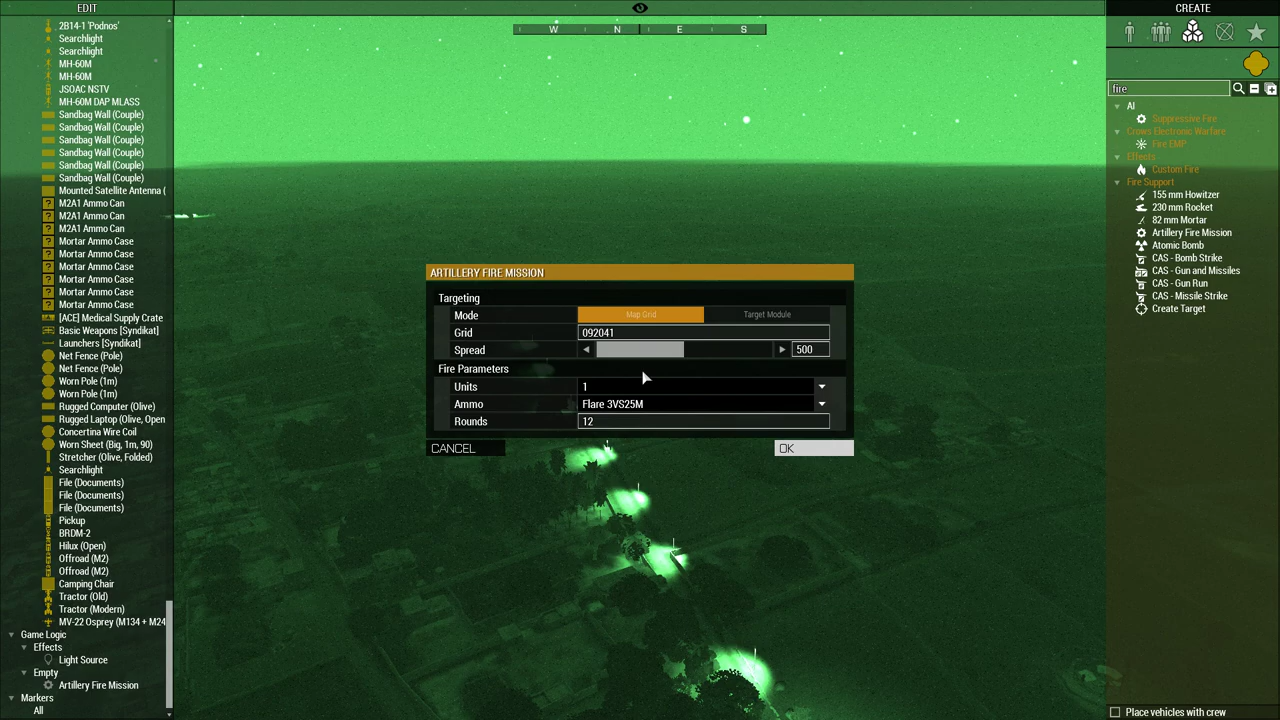 EDIT
2B14-1 'Podnos'
Searchlight
Searchlight
MH-60M
MH-60M
JSOAC NSTV
MH-60M DAP MLASS
Sandbag Wall (Couple)
Sandbag Wall (Couple)
Sandbag Wall (Couple)
Sandbag Wall (Couple)
Sandbag Wall (Couple)
Sandbag Wall (Couple)
Mounted Satellite Antenna (
M2A1 Ammo Can
M2A1 Ammo Can
M2A1 Ammo Can
Mortar Ammo Case
Mortar Ammo Case
Mortar Ammo Case
Mortar Ammo Case
Mortar Ammo Case
Mortar Ammo Case
[ACE] Medical Supply Crate
Basic Weapons [Syndikat]
Launchers [Syndikat]
Net Fence (Pole)
Net Fence (Pole)
Worn Pole (1m)
Worn Pole (1m)
Rugged Computer (Olive)
Rugged Laptop (Olive, Open
Concertina Wire Coil
Worn Sheet (Big, 1m, 90)
Stretcher (Olive, Folded)
Searchlight
File (Documents)
File (Documents)
File (Documents)
Pickup
BRDM-2
Hilux (Open)
Offroad (M2)
Offroad (M2)
Camping Chair
Tractor (Old)
Tractor (Modern)
MV-22 Osprey (M134 + M24
Game Logic
Effects
Light Source
Empty
Artillery Fire Mission
Markers
All
W N E S
ARTILLERY FIRE MISSION
Targeting
Mode Map Grid Target Module
Grid 092041
Spread 500
Fire Parameters
Units 1
Ammo Flare 3VS25M
Rounds 12
CANCEL OK
CREATE
fire
AI
Suppressive Fire
Crows Electronic Warfare
Fire EMP
Effects
Custom Fire
Fire Support
155 mm Howitzer
230 mm Rocket
82 mm Mortar
Artillery Fire Mission
Atomic Bomb
CAS - Bomb Strike
CAS - Gun and Missiles
CAS - Gun Run
CAS - Missile Strike
Create Target
Place vehicles with crew